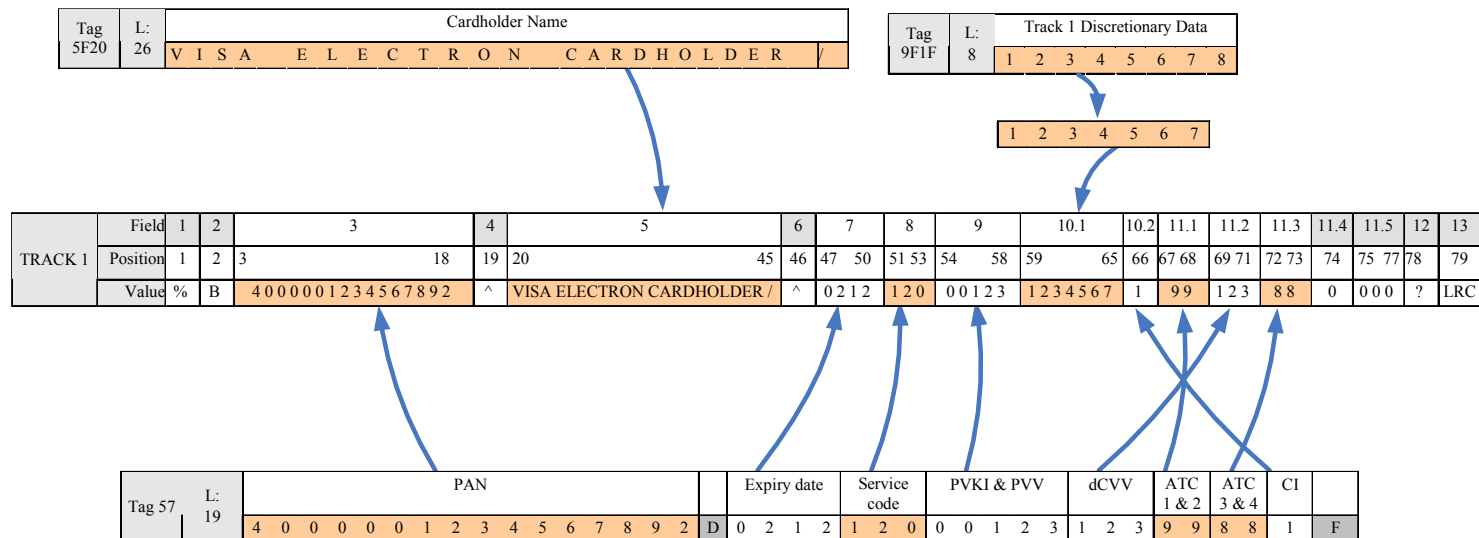 Tag 5F20 L: 26 Cardholder Name
V I S A E L E C T R O N C A R D H O L D E R /
Tag 9F1F L: 8 Track 1 Discretionary Data
1 2 3 4 5 6 7 8
1 2 3 4 5 6 7
TRACK 1
Field 1 2 3 4 5 6 7 8 9 10.1 10.2 11.1 11.2 11.3 11.4 11.5 12 13
Position 1 2 3 18 19 20 45 46 47 50 51 53 54 58 59 65 66 67 68 69 71 72 73 74 75 77 78 79
Value % B 4 0 0 0 0 0 1 2 3 4 5 6 7 8 9 2 ^ VISA ELECTRON CARDHOLDER / ^ 0 2 1 2 1 2 0 0 0 1 2 3 1 2 3 4 5 6 7 1 9 9 1 2 3 8 8 0 0 0 0 ? LRC
Tag 57 L: 19
PAN Expiry date Service code PVKI & PVV dCVV ATC 1 & 2 ATC 3 & 4 CI
4 0 0 0 0 0 1 2 3 4 5 6 7 8 9 2 D 0 2 1 2 1 2 0 0 0 1 2 3 1 2 3 9 9 8 8 1 F